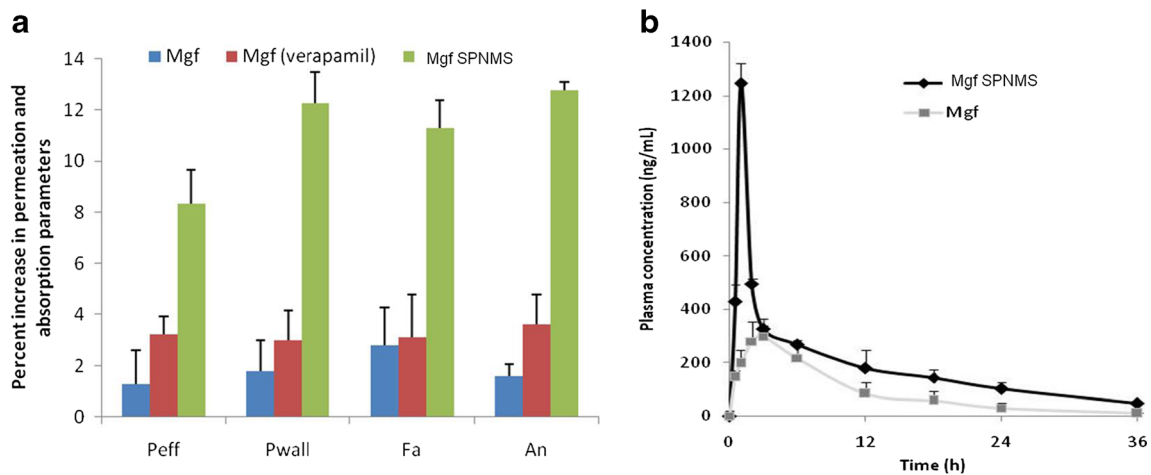 a
Mgf
Mgf (verapamil)
Mgf SPNMS
Percent increase in permeation and
absorption parameters
14
12
10
8
6
4
2
0
Peff
Pwall
Fa
An
b
Plasma concentration (ng/mL)
1400
1200
1000
800
600
400
200
0
Mgf SPNMS
Mgf
0
12
24
36
Time (h)